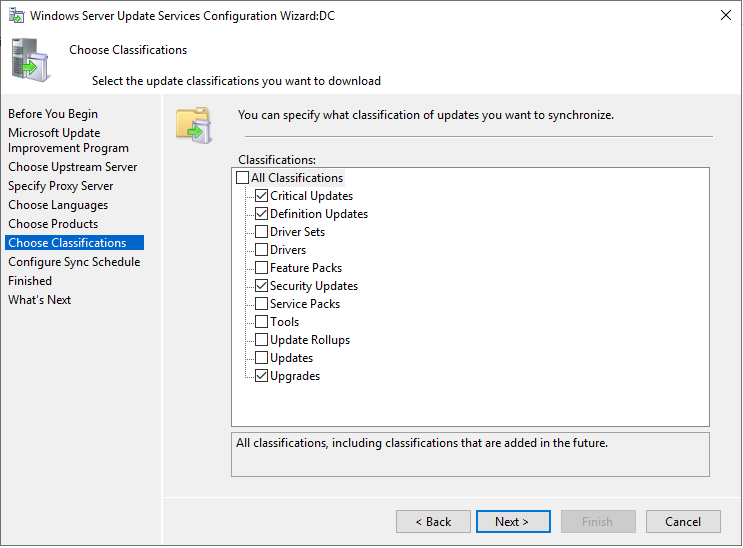 Windows Server Update Services Configuration Wizard:DC
Choose Classifications
Select the update classifications you want to download
Before You Begin
Microsoft Update
Improvement Program
Choose Upstream Server
Specify Proxy Server
Choose Languages
Choose Products
Choose Classifications
Configure Sync Schedule
Finished
What's Next
You can specify what classification of updates you want to synchronize.
Classifications:
All Classifications
Critical Updates
Definition Updates
Driver Sets
Drivers
Feature Packs
Security Updates
Service Packs
Tools
Update Rollups
Updates
Upgrades
All classifications, including classifications that are added in the future.
< Back
Next >
Finish
Cancel